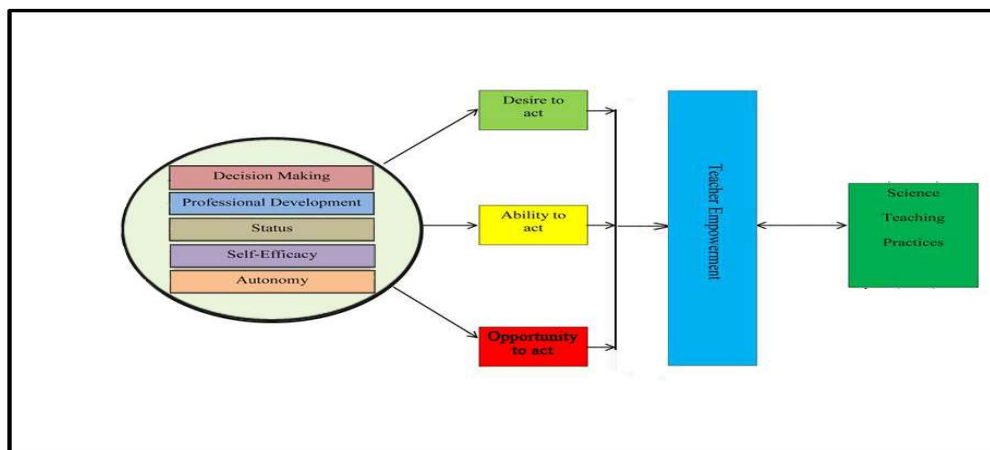 Decision Making
Professional Development
Status
Self-Efficacy
Autonomy
Desire to
act
Ability to
act
Opportunity
to act
Teacher Empowerment
Science
Teaching
Practices